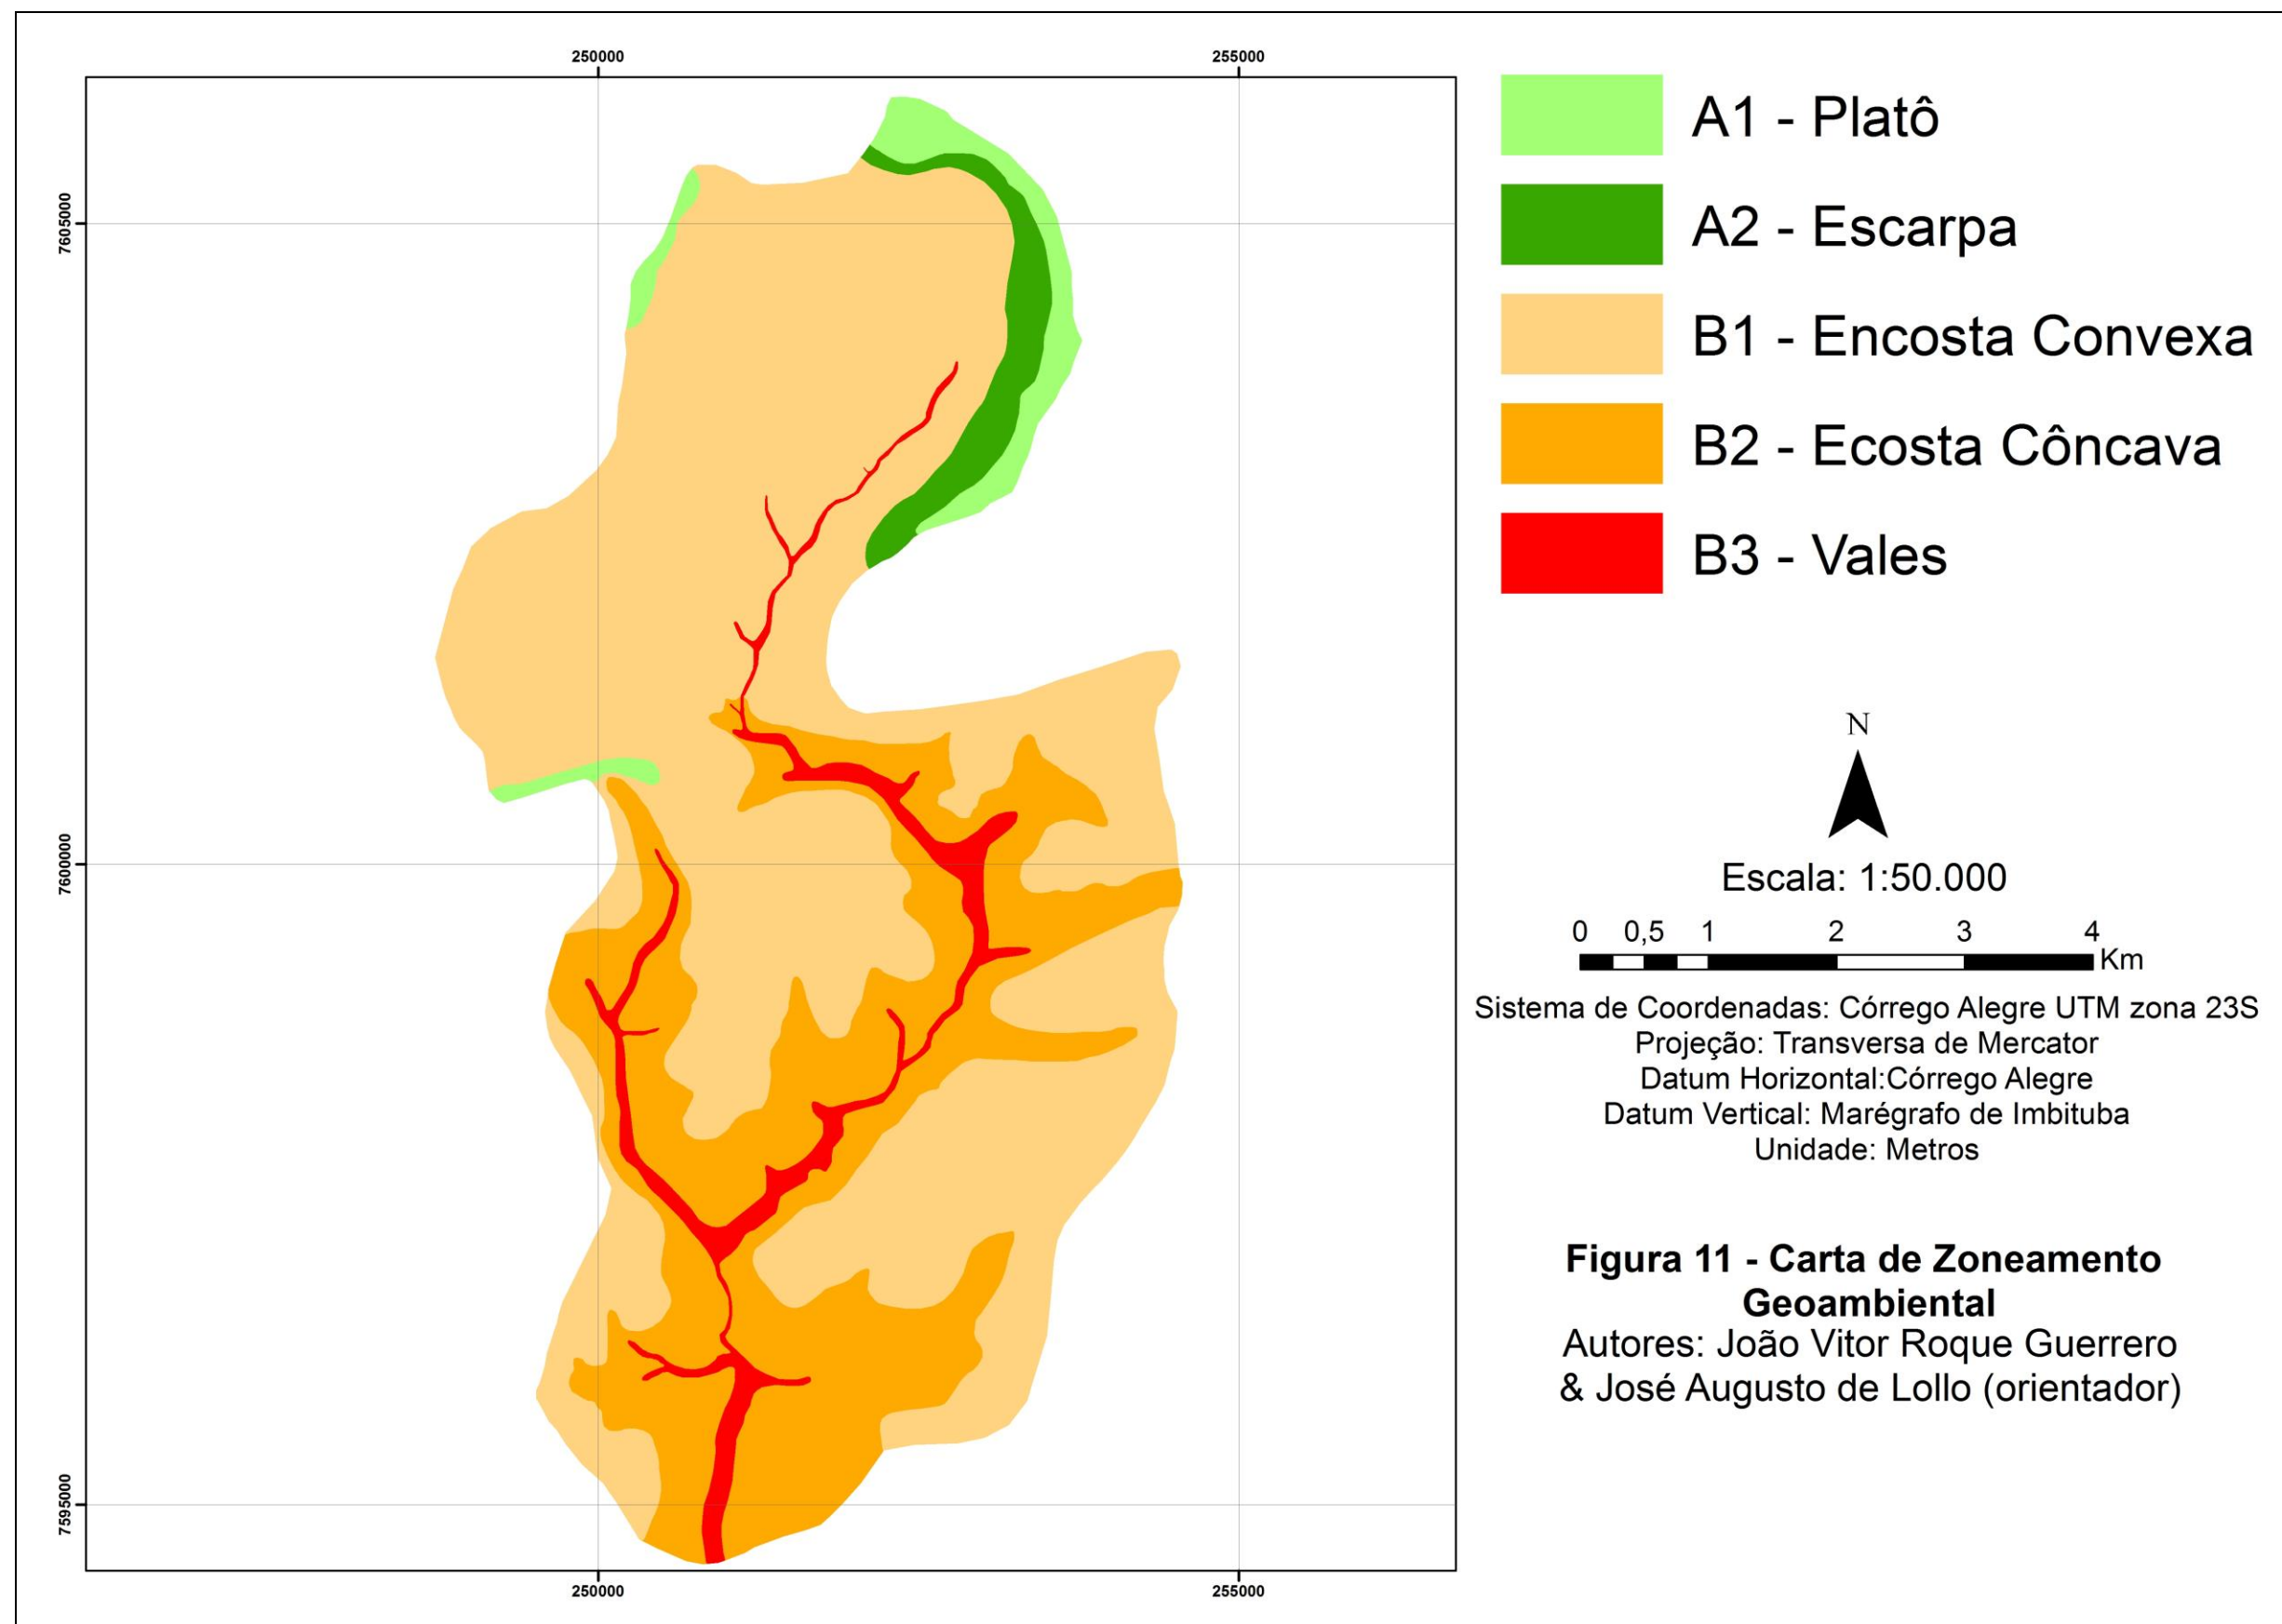 250000 255000
7605000
7600000
7595000
250000 255000
A1 - Platô
A2 - Escarpa
B1 - Encosta Convexa
B2 - Ecosta Côncava
B3 - Vales
N
Escala: 1:50.000
0 0,5 1 2 3 4
Km
Sistema de Coordenadas: Córrego Alegre UTM zona 23S
Projeção: Transversa de Mercator
Datum Horizontal:Córrego Alegre
Datum Vertical: Marégrafo de Imbituba
Unidade: Metros
Figura 11 - Carta de Zoneamento
Geoambiental
Autores: João Vitor Roque Guerrero
& José Augusto de Lollo (orientador)